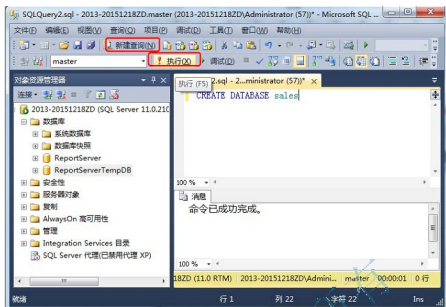 SQLQuery2.sql - 2013-20151218ZD.master (2013-20151218ZD\Administrator (57))* - Microsoft SQL ...
文件(F) 编辑(E) 视图(V) 查询(Q) 项目(P) 调试(D) 工具(T) 窗口(W) 帮助(H)
新建查询(N)
master 执行(X) 调试(D)
对象资源管理器
执行 (F5)
2.sql - 2...ministrator (57))*
连接
CREATE DATABASE sales
2013-20151218ZD (SQL Server 11.0.210
数据库
系统数据库
数据库快照
ReportServer
ReportServerTempDB
安全性
服务器对象
复制
AlwaysOn 高可用性
管理
Integration Services 目录
SQL Server 代理(已禁用代理 XP)
100 %
消息
命令已成功完成。
100 %
18ZD (11.0 RTM) 2013-20151218ZD\Admini... master 00:00:01 0 行
就绪 行 1 列 22 字符 22 Ins